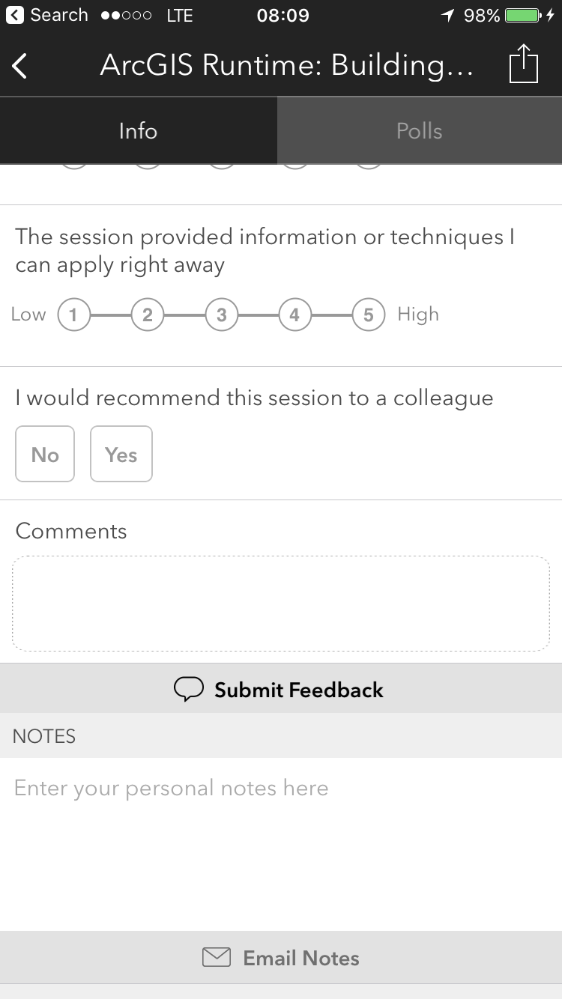 Search LTE 08:09 98%
ArcGIS Runtime: Building...
Info Polls
The session provided information or techniques I
can apply right away
Low 1 2 3 4 5 High
I would recommend this session to a colleague
No Yes
Comments
Submit Feedback
NOTES
Enter your personal notes here
Email Notes